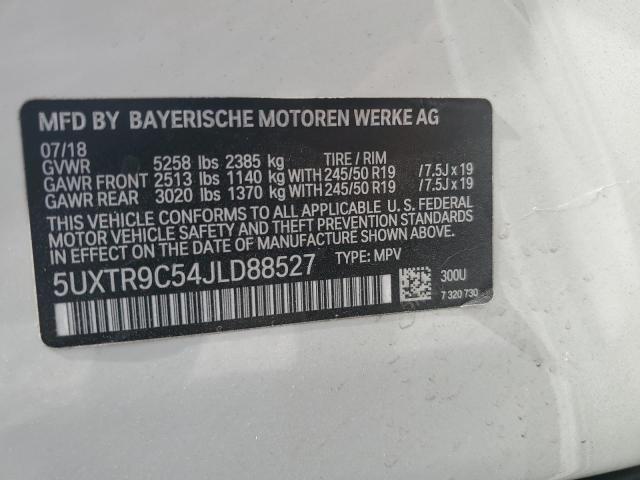 MFD BY BAYERISCHE MOTOREN WERKE AG
07/18
GVWR 5258 lbs 2385 kg TIRE / RIM
GAWR FRONT 2513 lbs 1140 kg WITH 245/50 R19 /7.5J x 19
GAWR REAR 3020 lbs 1370 kg WITH 245/50 R19 /7.5J x 19
THIS VEHICLE CONFORMS TO ALL APPLICABLE U. S. FEDERAL
MOTOR VEHICLE SAFETY AND THEFT PREVENTION STANDARDS
IN EFFECT ON THE DATE OF MANUFACTURE SHOWN ABOVE.
5UXTR9C54JLD88527 TYPE: MPV
300U
7 320 730